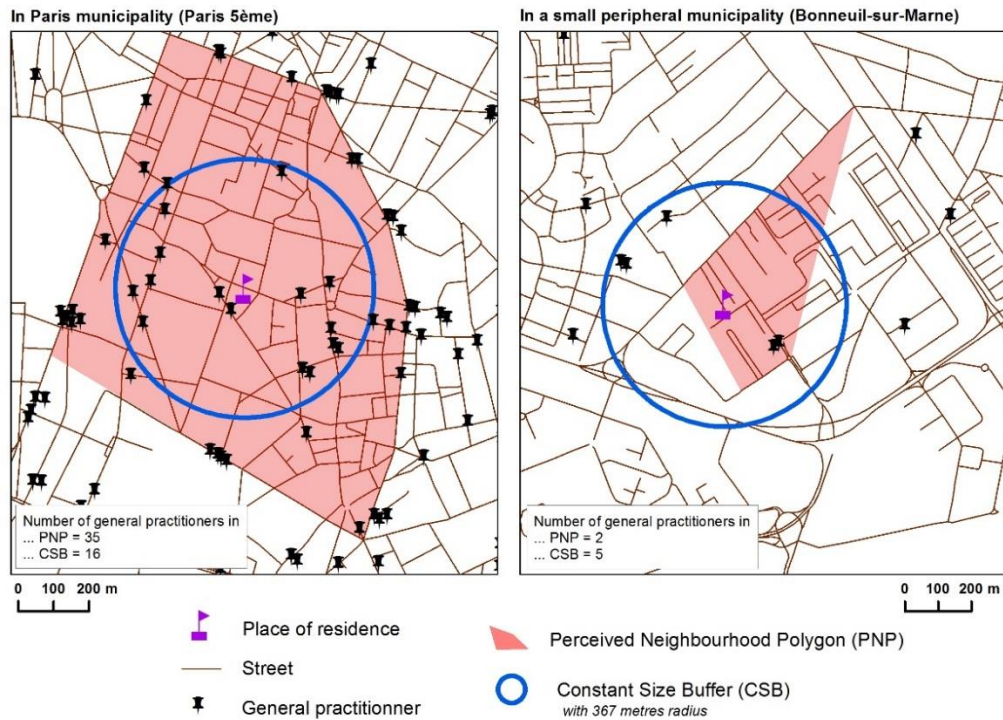 In Paris municipality (Paris 5ème)
In a small peripheral municipality (Bonneuil-sur-Marne)
Number of general practitioners in
... PNP = 35
... CSB = 16
Number of general practitioners in
... PNP = 2
... CSB = 5
0 100 200 m
0 100 200 m
Place of residence
Street
General practitionner
Perceived Neighbourhood Polygon (PNP)
Constant Size Buffer (CSB)
with 367 metres radius